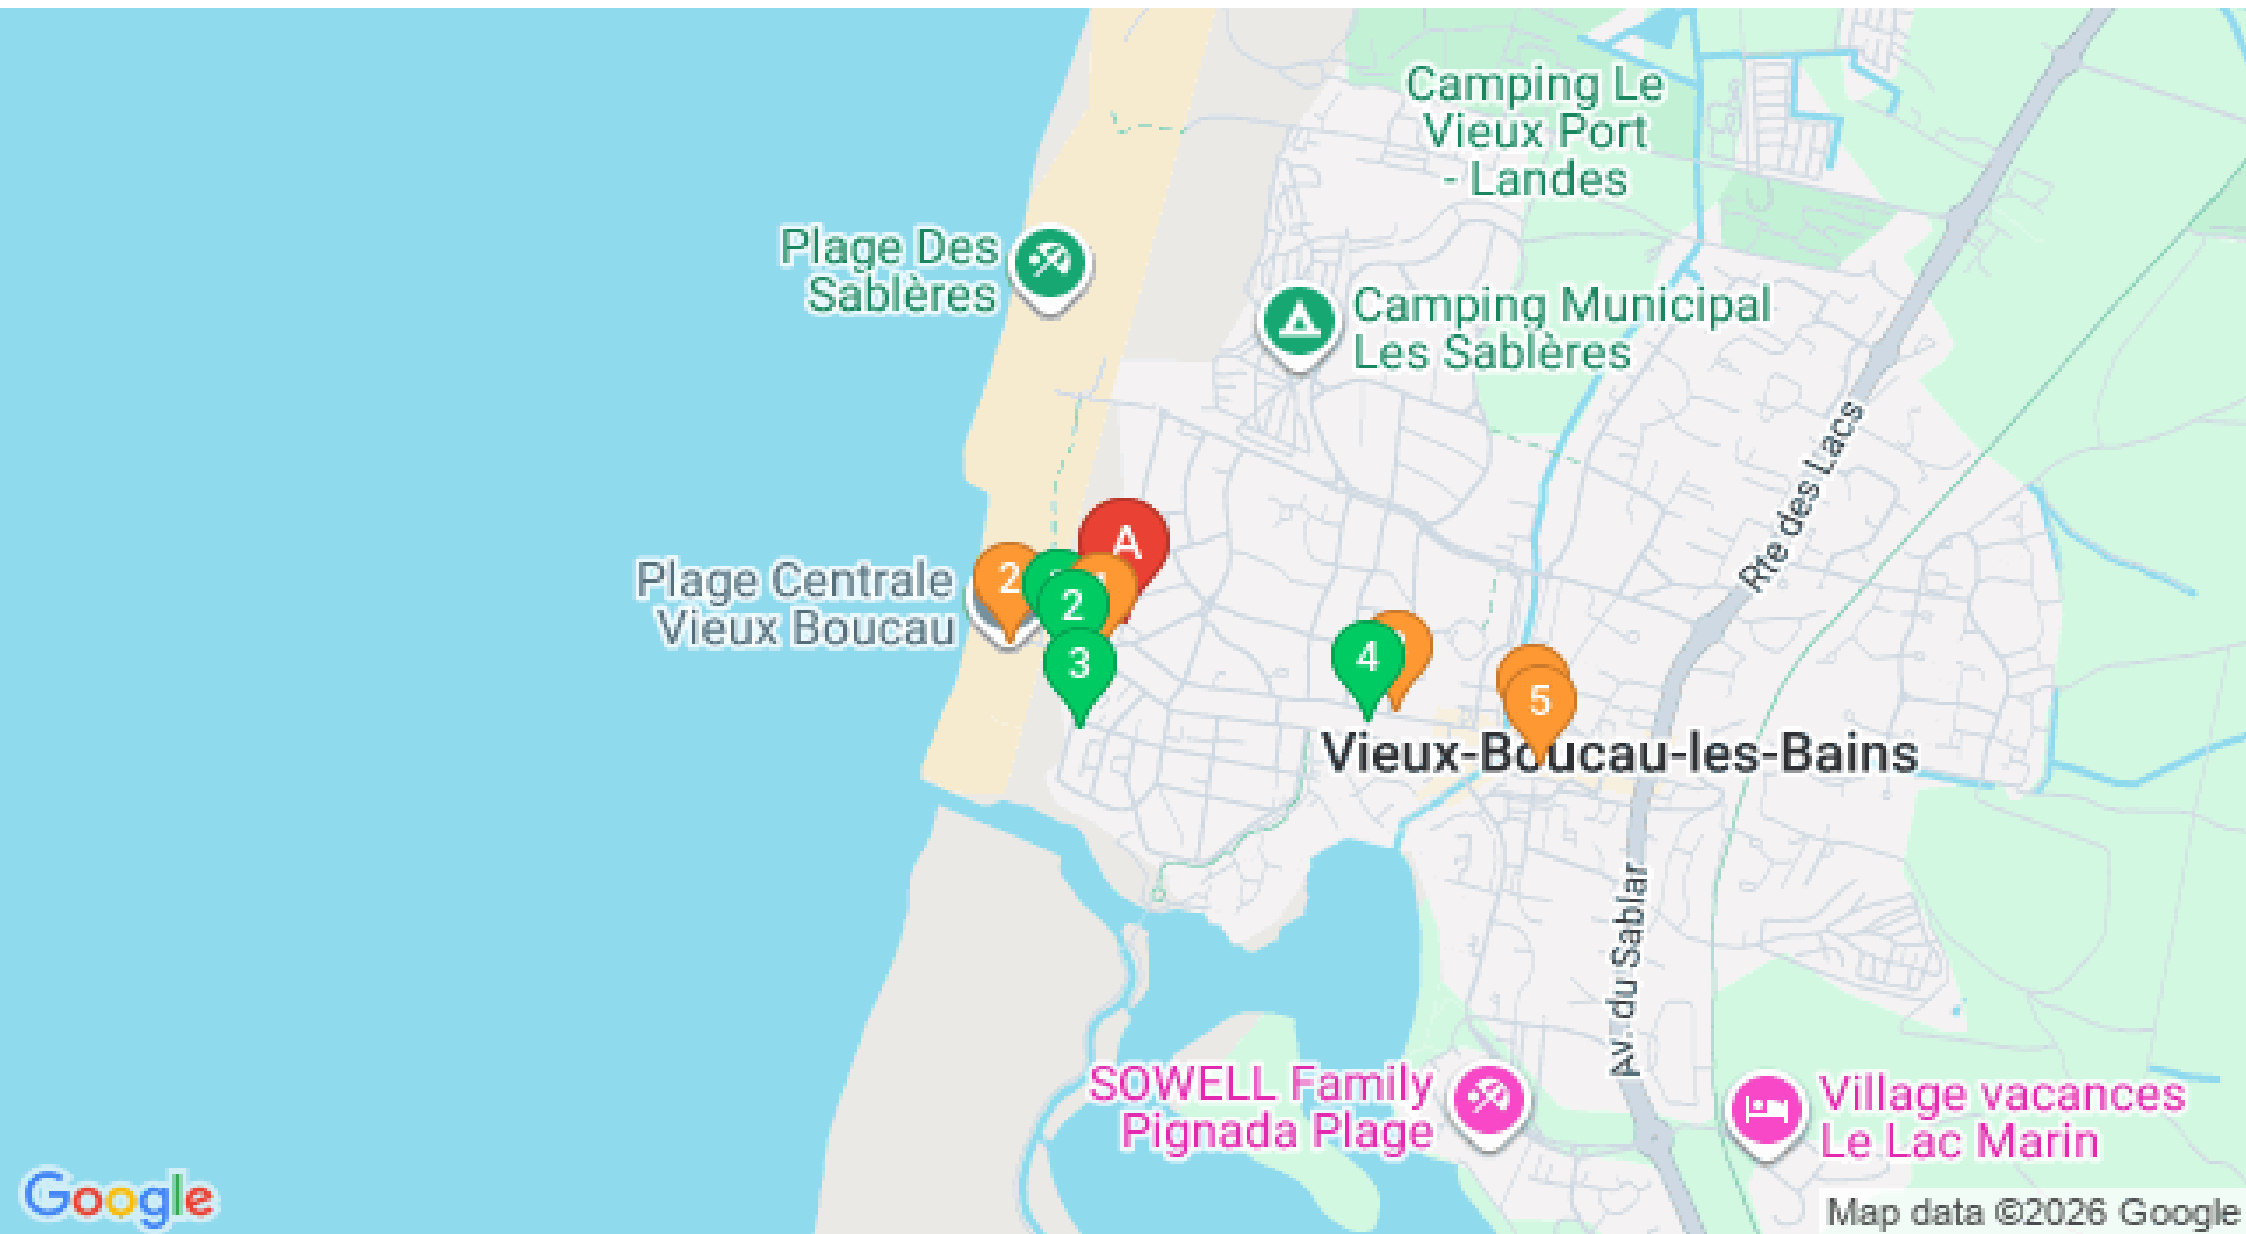 Camping Le
Vieux Port
- Landes
Plage Des
Sablères
Camping Municipal
Les Sablères
Rte des Lacs
A
2
Plage Centrale
Vieux Boucau
2
3
4
5
Vieux-Boucau-les-Bains
Av. du Sablar
SOWELL Family
Pignada Plage
Village vacances
Le Lac Marin
Google
Map data ©2026 Google